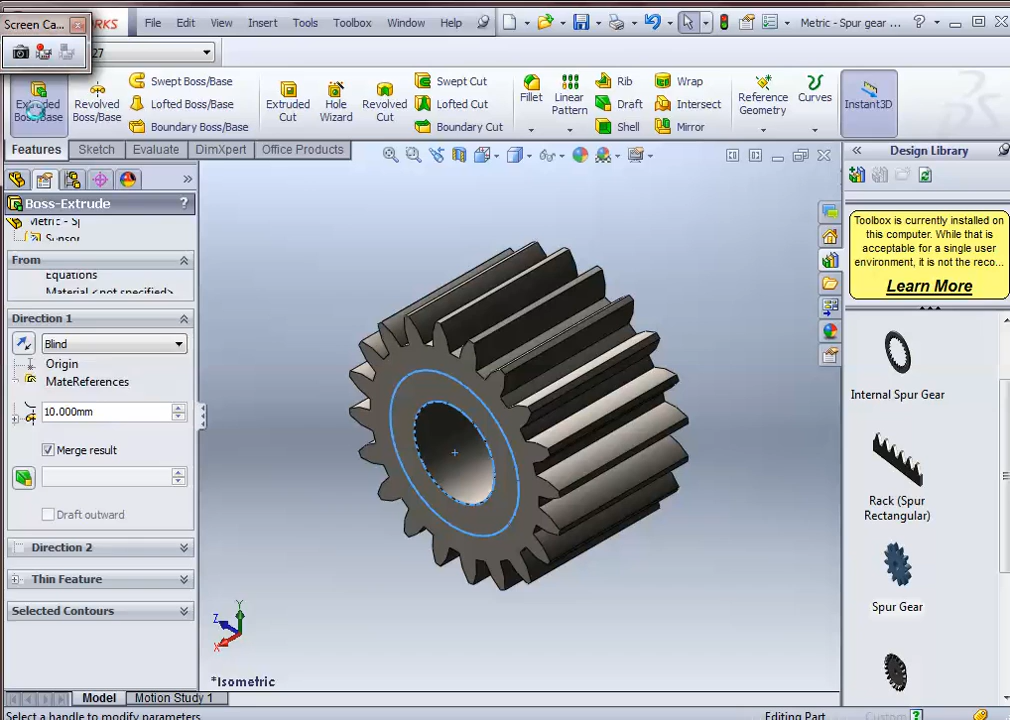 Screen Ca...
RKS
File Edit View Insert Tools Toolbox Window Help
Metric - Spur gear ...
27
Extruded Boss/Base
Revolved Boss/Base
Swept Boss/Base
Lofted Boss/Base
Boundary Boss/Base
Extruded Cut
Hole Wizard
Revolved Cut
Swept Cut
Lofted Cut
Boundary Cut
Fillet
Linear Pattern
Rib
Draft
Shell
Wrap
Intersect
Mirror
Reference Geometry
Curves
Instant3D
Features Sketch Evaluate DimXpert Office Products
Boss-Extrude ?
Metric - Sp
Sensor
From
Equations
Material <not specified>
Direction 1
Blind
Origin
MateReferences
10.000mm
Merge result
Draft outward
Direction 2
Thin Feature
Selected Contours
Y
Z
X
*Isometric
Design Library
Toolbox is currently installed on
this computer. While that is
acceptable for a single user
environment, it is not the reco...
Learn More
Internal Spur Gear
Rack (Spur
Rectangular)
Spur Gear
Model Motion Study 1
Select a handle to modify parameters
Editing Part
Custom